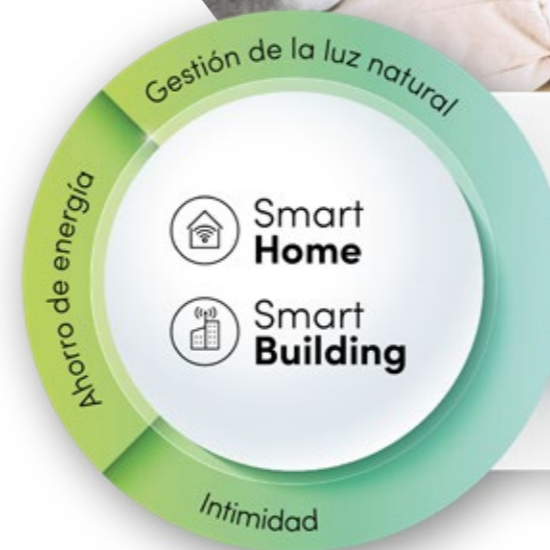 Gestión de la luz natural
Ahorro de energía
Smart
Home
Smart
Building
Intimidad